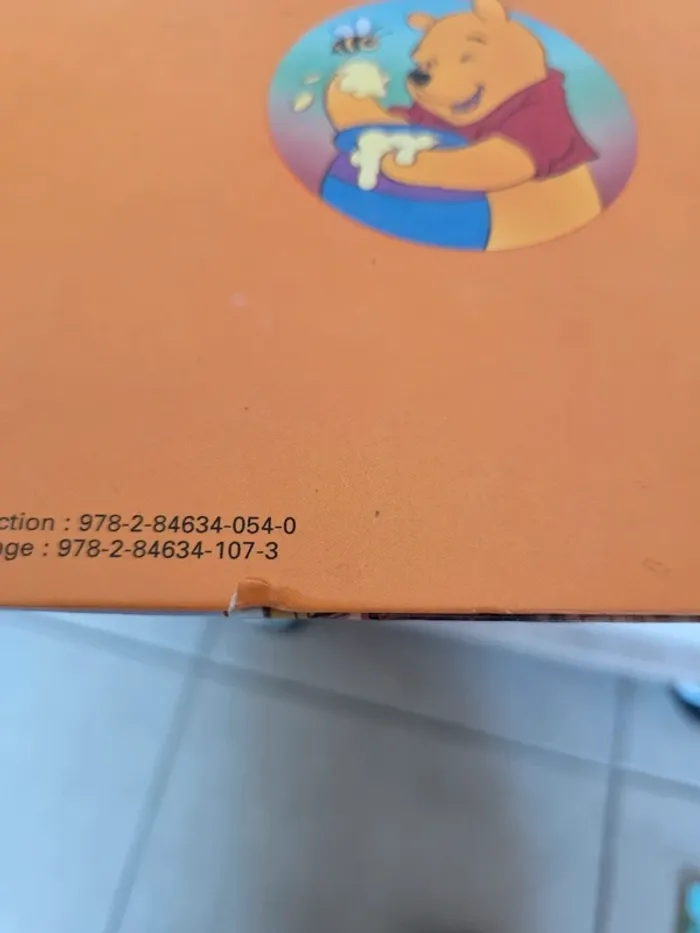 ction : 978-2-84634-054-0
ge : 978-2-84634-107-3